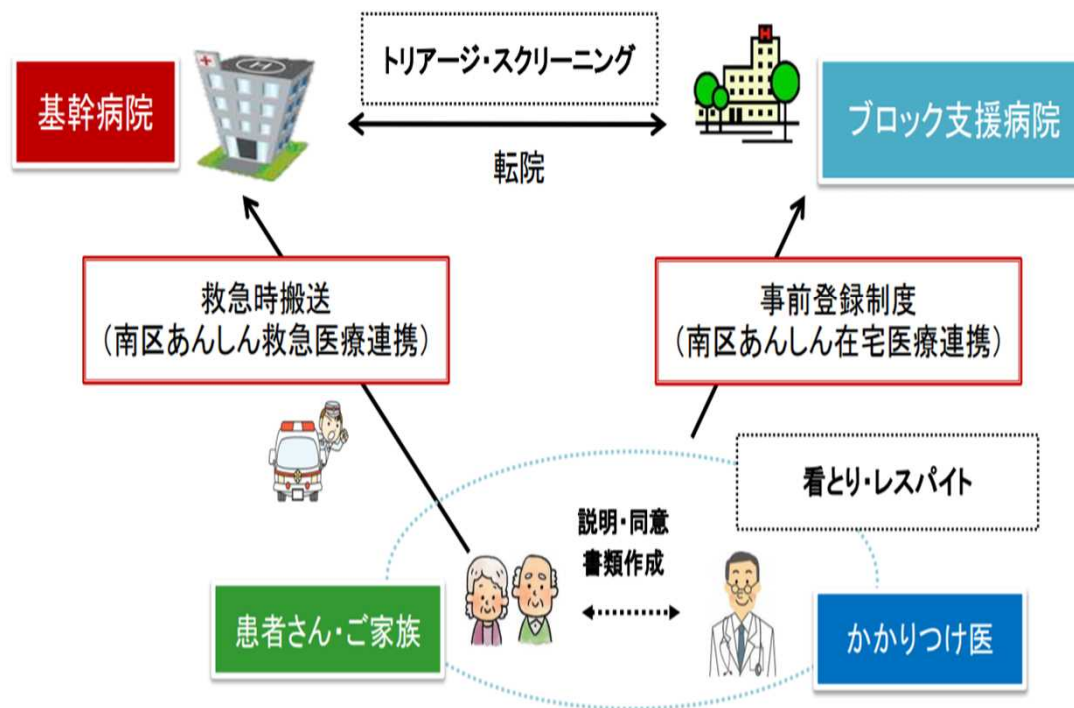 トリアージ・スクリーニング
基幹病院
ブロック支援病院
転院
救急時搬送
（南区あんしん救急医療連携）
事前登録制度
（南区あんしん在宅医療連携）
看とり・レスパイト
説明・同意
書類作成
患者さん・ご家族
かかりつけ医